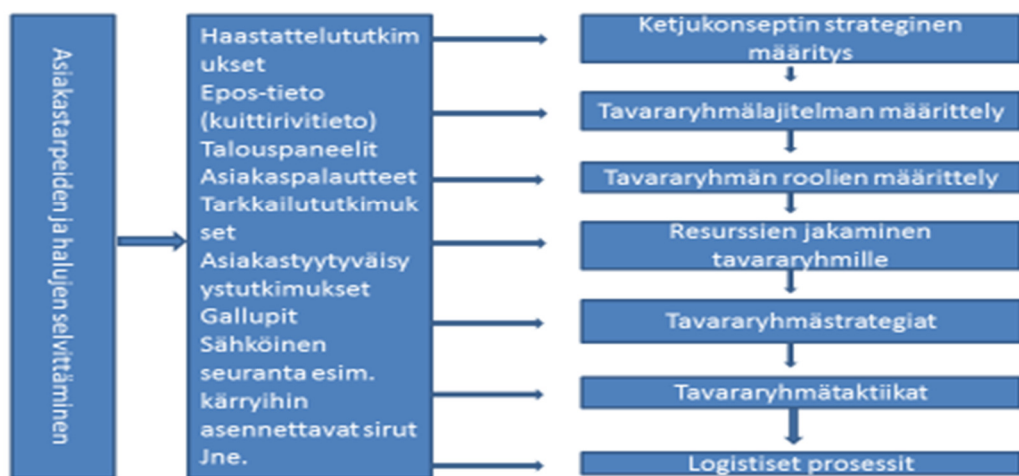 Asiakastarpeiden ja halujen selvittäminen
Haastattelututkim
ukset
Epos-tieto
(kuittirivitieto)
Talouspaneelit
Asiakaspalautteet
Tarkkailututkimuk
set
Asiakastyytyväisy
ystutkimukset
Gallupit
Sähköinen
seuranta esim.
kärryihin
asennettavat sirut
Jne.
Ketjukonseptin strateginen
määritys
Tavararyhmälajitelman määrittely
Tavararyhmän roolien määrittely
Resurssien jakaminen
tavararyhmille
Tavararyhmästrategiat
Tavararyhmätaktiikat
Logistiset prosessit